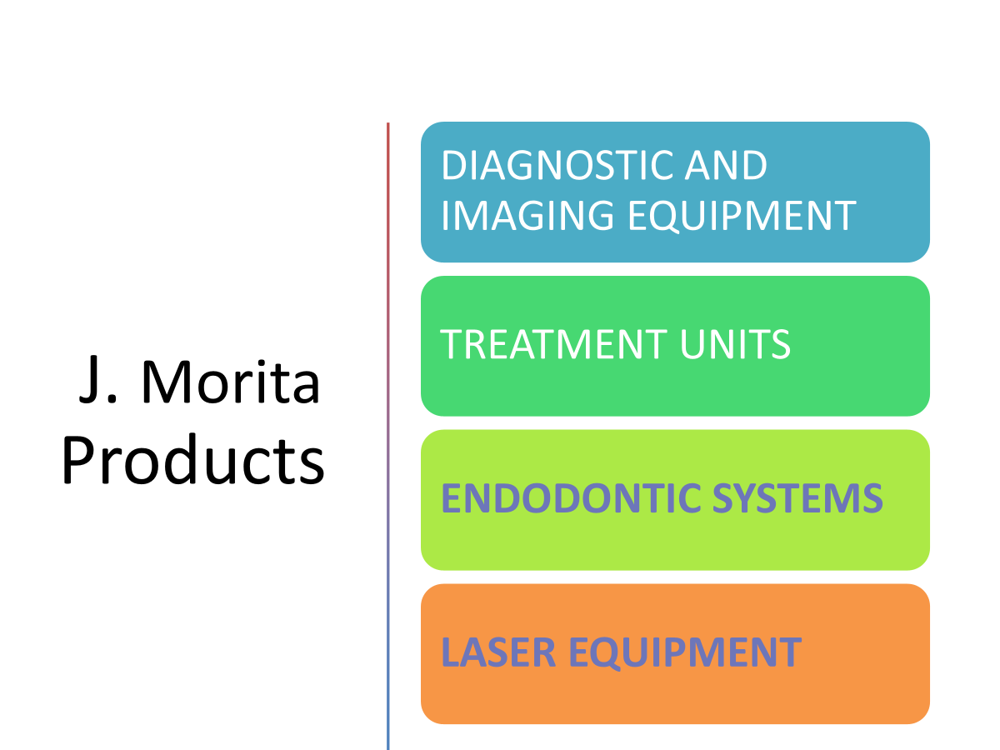 J. Morita
Products
DIAGNOSTIC AND
IMAGING EQUIPMENT
TREATMENT UNITS
ENDODONTIC SYSTEMS
LASER EQUIPMENT